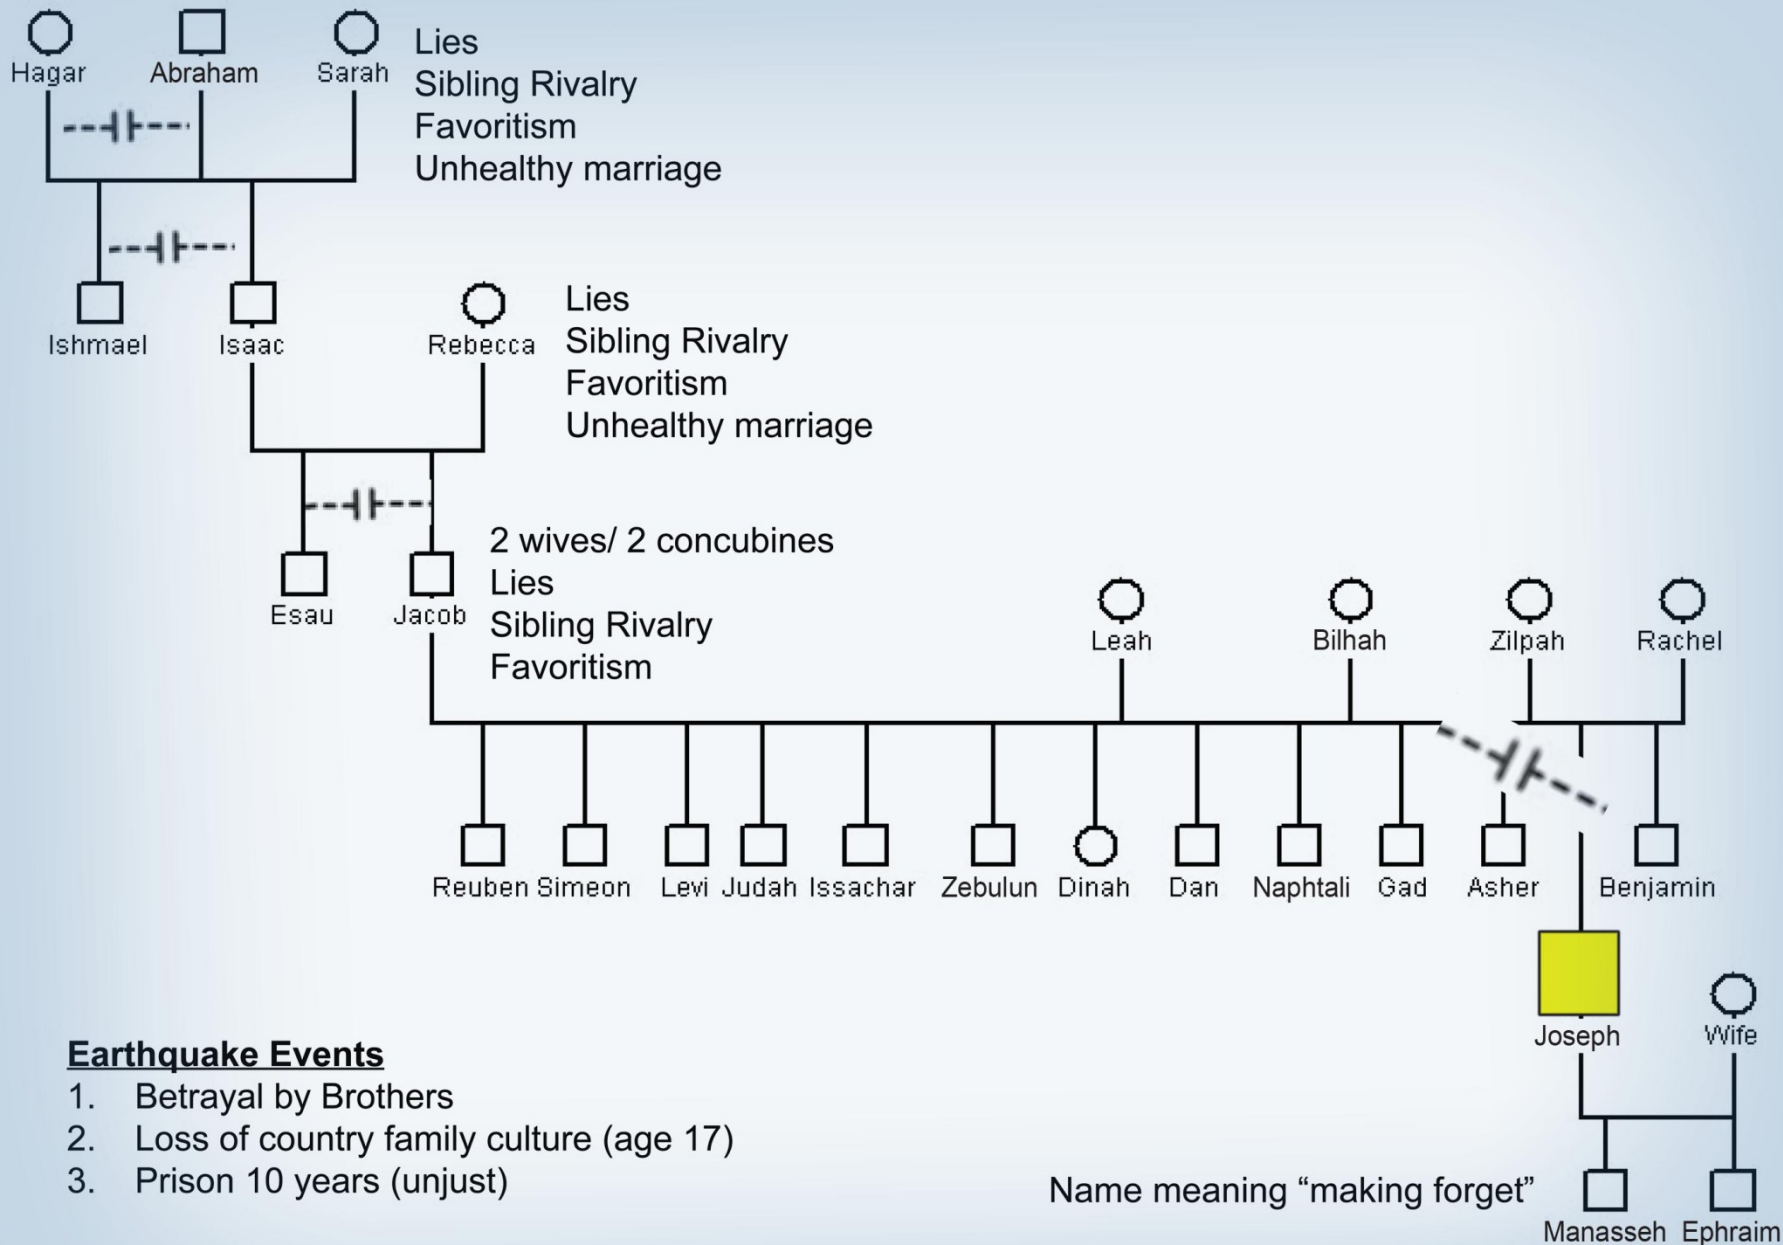 Hagar Abraham Sarah
Lies
Sibling Rivalry
Favoritism
Unhealthy marriage
Ishmael Isaac Rebecca
Lies
Sibling Rivalry
Favoritism
Unhealthy marriage
Esau Jacob
2 wives/ 2 concubines
Lies
Sibling Rivalry
Favoritism
Leah Bilhah Zilpah Rachel
Reuben Simeon Levi Judah Issachar Zebulun Dinah Dan Naphtali Gad Asher Benjamin
Joseph Wife
Earthquake Events
1. Betrayal by Brothers
2. Loss of country family culture (age 17)
3. Prison 10 years (unjust)
Name meaning “making forget”
Manasseh Ephraim